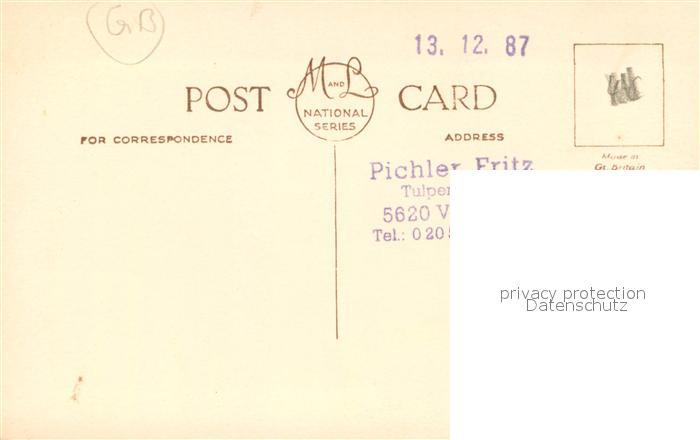 GB
13. 12. 87
POST M AND L CARD
NATIONAL
SERIES
FOR CORRESPONDENCE
ADDRESS
Made in
Gt. Britain
Pichler Fritz
Tulpe
5620 V
Tel.: 020
privacy protection
Datenschutz